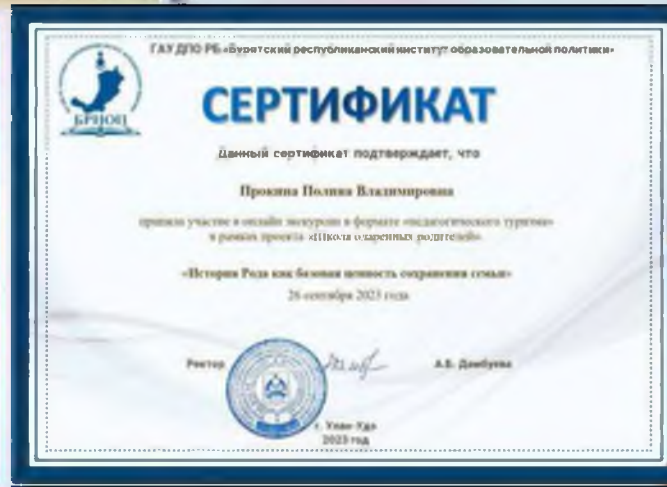 ГАУ ДПО РБ «Бурятский республиканский институт образовательной политики»
БРИОП
СЕРТИФИКАТ
Данный сертификат подтверждает, что
Прокина Полина Владимировна
приняла участие в онлайн экскурсии в формате «педагогического туризма»
в рамках проекта «Школа одаренных родителей»
«История Рода как базовая ценность сохранения семьи»
26 сентября 2023 года
Ректор
А.В. Дамбуева
г. Улан-Удэ
2023 год